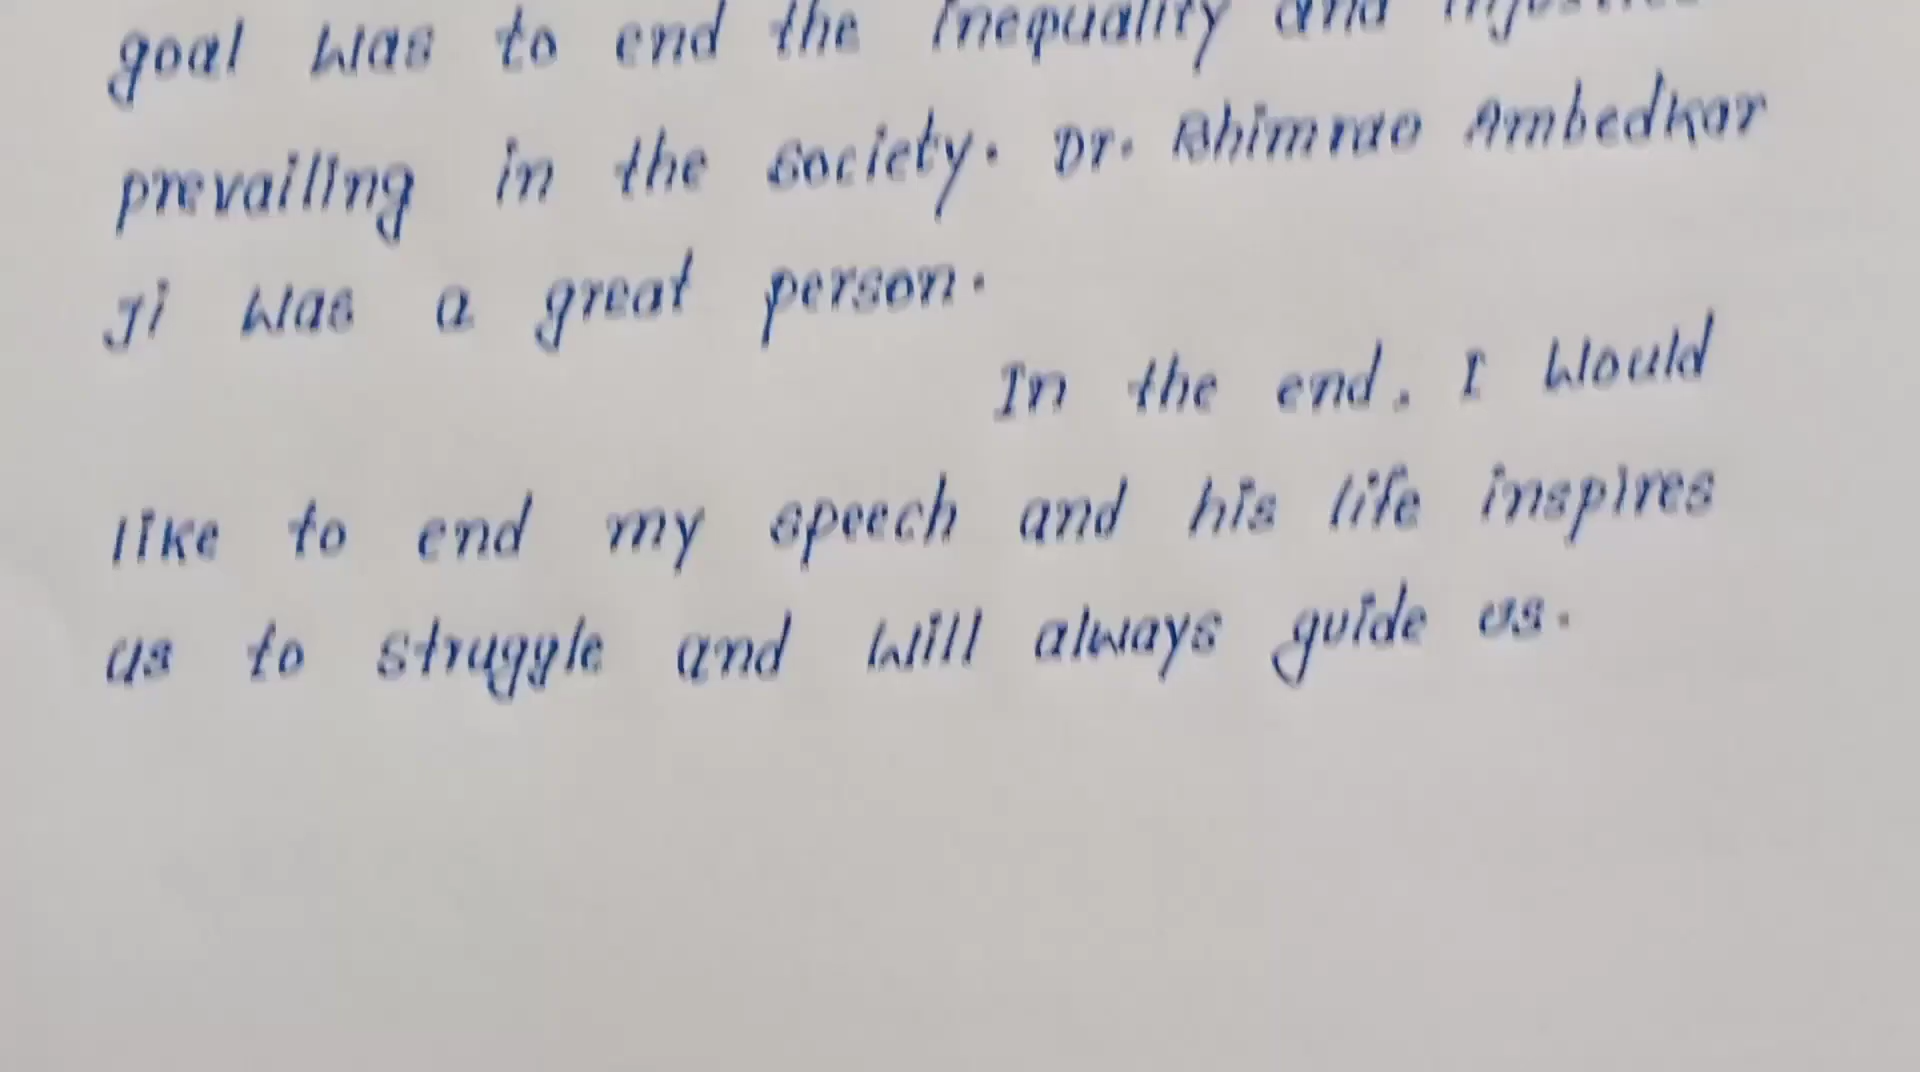 goal was to end the inequality and injustice
prevailing in the society. Dr. Bhimrao Ambedkar
Ji was a great person.
In the end, I would
like to end my speech and his life inspires
us to struggle and will always guide us.